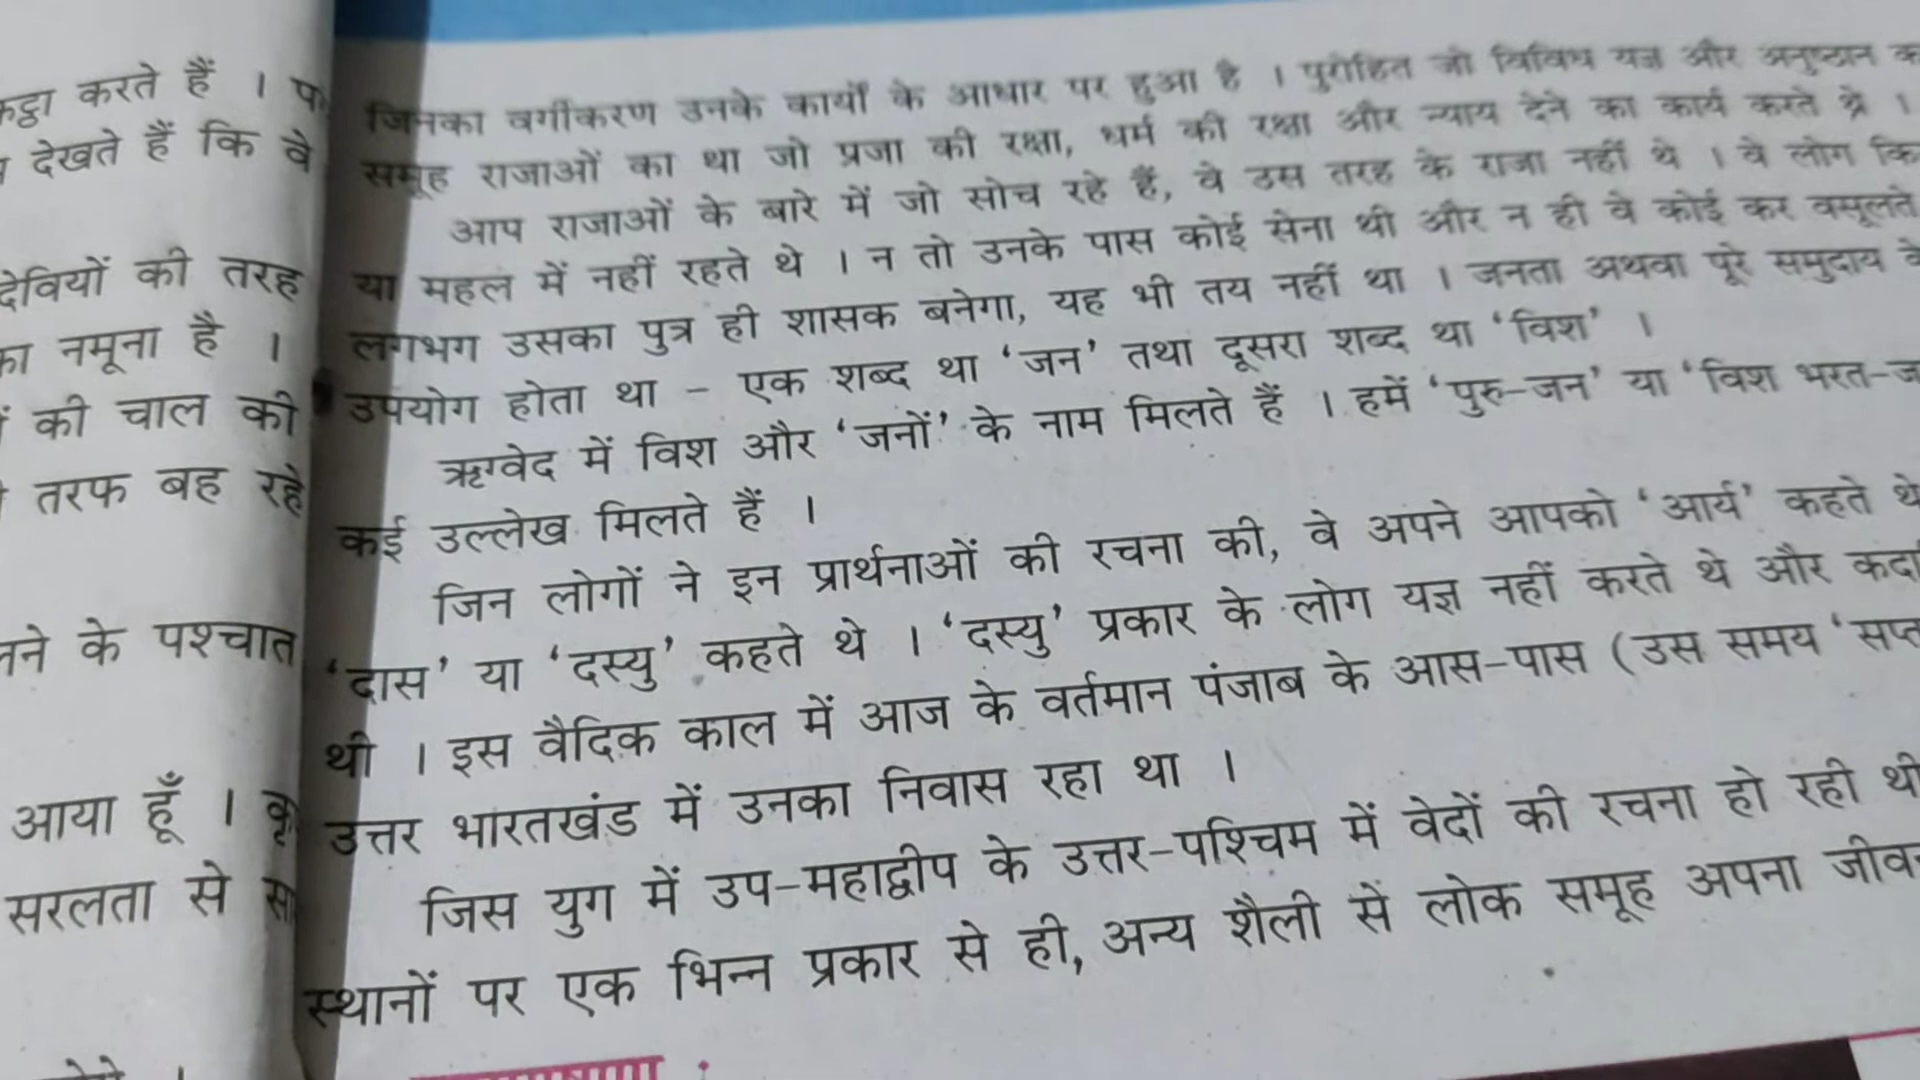 कट्ठा करते हैं ।
देखते हैं कि वे
देवियों की तरह
का नमूना है ।
की चाल की
तरफ बह रहे
के पश्चात
आया हूँ ।
सरलता से
जिनका वर्गीकरण उनके कार्यों के आधार पर हुआ है । पुरोहित जो विविध यज्ञ और अनुष्ठान
समूह राजाओं का था जो प्रजा की रक्षा, धर्म की रक्षा और न्याय देने का कार्य करते थे ।
आप राजाओं के बारे में जो सोच रहे हैं, वे उस तरह के राजा नहीं थे । वे लोग
या महल में नहीं रहते थे । न तो उनके पास कोई सेना थी और न ही वे कोई कर वसूलते
लगभग उसका पुत्र ही शासक बनेगा, यह भी तय नहीं था । जनता अथवा पूरे समुदाय
उपयोग होता था - एक शब्द था ‘जन’ तथा दूसरा शब्द था ‘विश’ ।
ऋग्वेद में विश और ‘जनों’ के नाम मिलते हैं । हमें ‘पुरु-जन’ या ‘विश भरत-ज
कई उल्लेख मिलते हैं ।
जिन लोगों ने इन प्रार्थनाओं की रचना की, वे अपने आपको ‘आर्य’ कहते थे
‘दास’ या ‘दस्यु’ कहते थे । ‘दस्यु’ प्रकार के लोग यज्ञ नहीं करते थे और
थी । इस वैदिक काल में आज के वर्तमान पंजाब के आस-पास (उस समय ‘सप्त
उत्तर भारतखंड में उनका निवास रहा था ।
जिस युग में उप-महाद्वीप के उत्तर-पश्चिम में वेदों की रचना हो रही थी
स्थानों पर एक भिन्न प्रकार से ही, अन्य शैली से लोक समूह अपना